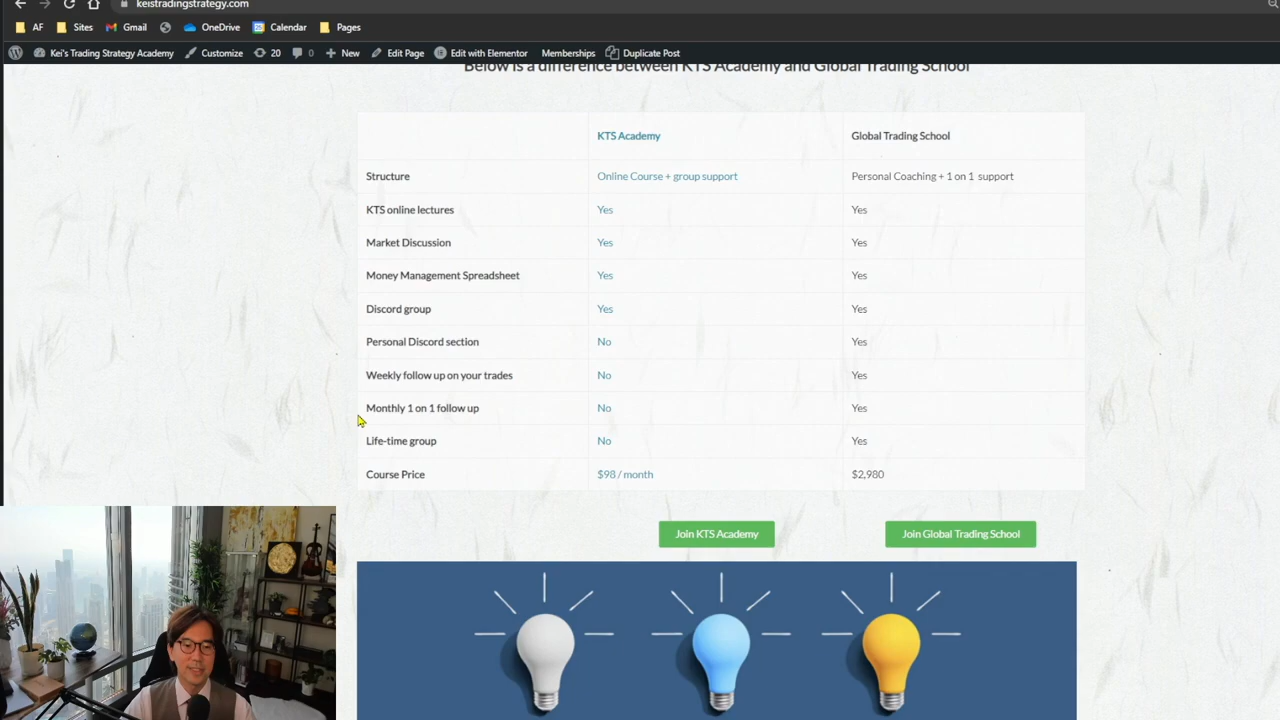 keistradingstrategy.com
AF Sites Gmail OneDrive Calendar Pages
Kei's Trading Strategy Academy Customize 20 0 New Edit Page Edit with Elementor Memberships Duplicate Post
Below is a difference between KTS Academy and Global Trading School
KTS Academy Global Trading School
Structure Online Course + group support Personal Coaching + 1 on 1 support
KTS online lectures Yes Yes
Market Discussion Yes Yes
Money Management Spreadsheet Yes Yes
Discord group Yes Yes
Personal Discord section No Yes
Weekly follow up on your trades No Yes
Monthly 1 on 1 follow up No Yes
Life-time group No Yes
Course Price $98 / month $2,980
Join KTS Academy Join Global Trading School